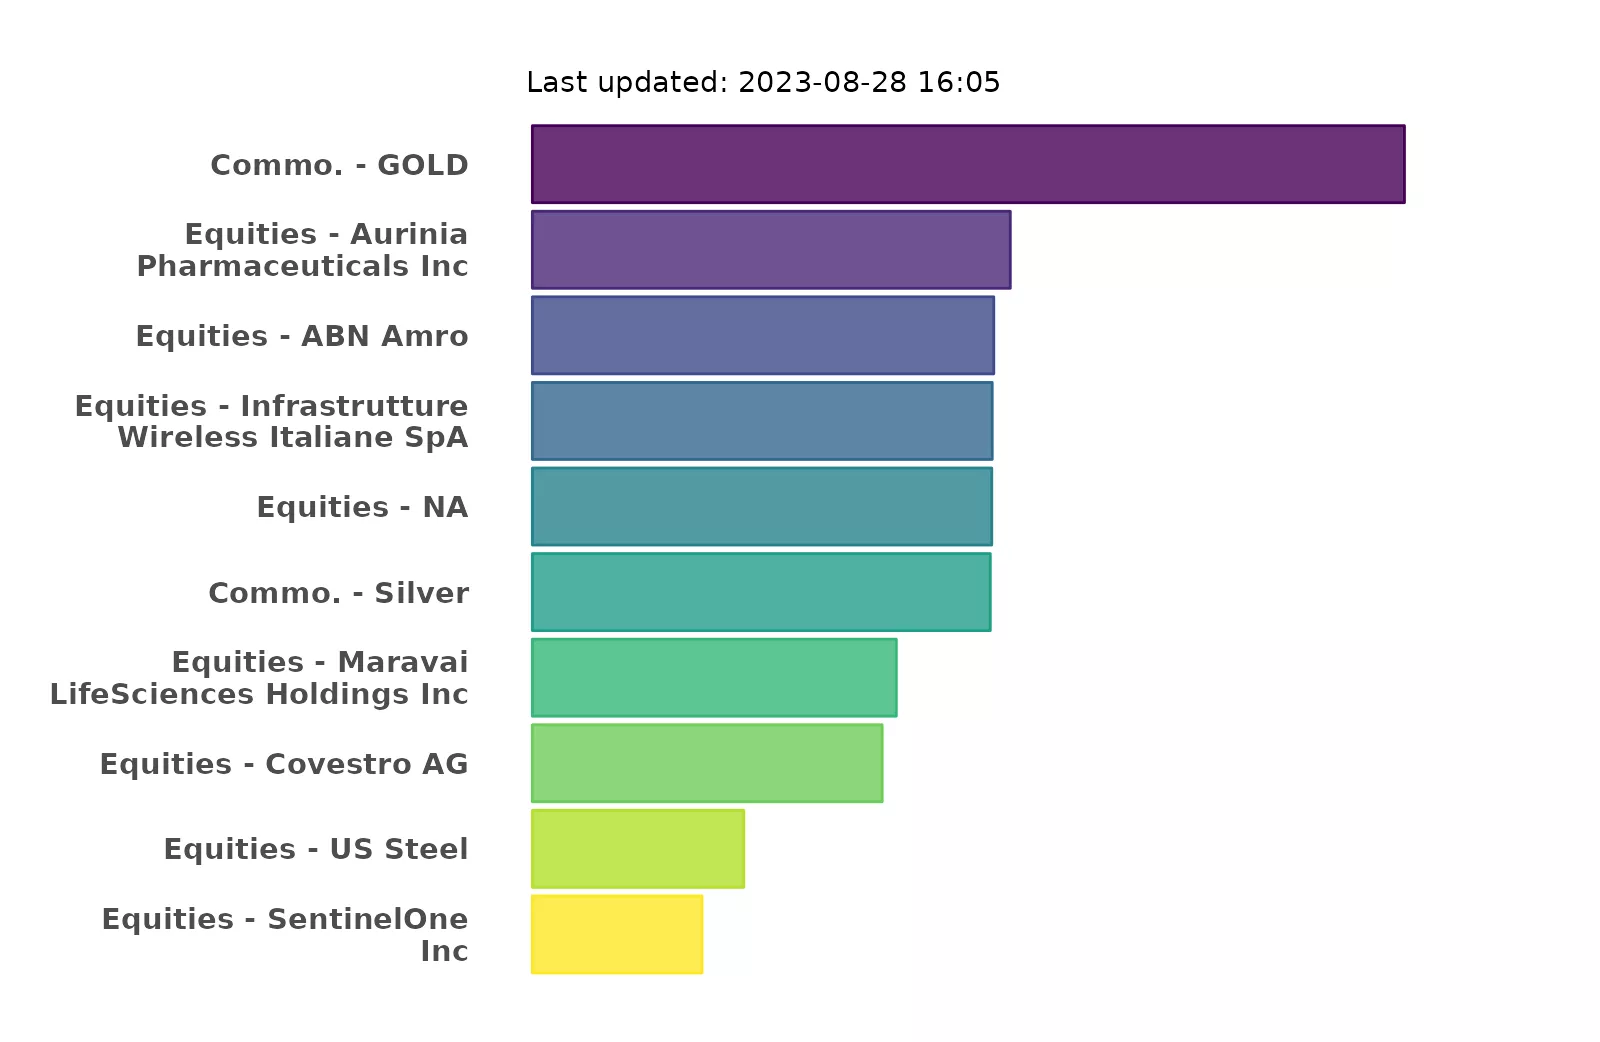 Last updated: 2023-08-28 16:05
Commo. - GOLD
Equities - Aurinia
Pharmaceuticals Inc
Equities - ABN Amro
Equities - Infrastrutture
Wireless Italiane SpA
Equities - NA
Commo. - Silver
Equities - Maravai
LifeSciences Holdings Inc
Equities - Covestro AG
Equities - US Steel
Equities - SentinelOne
Inc